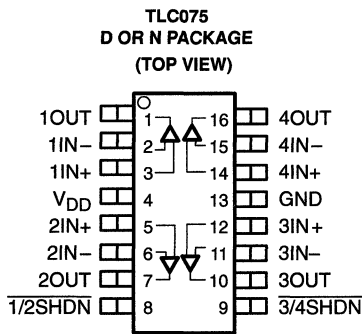 TLC075
D OR N PACKAGE
(TOP VIEW)
1OUT 1 16 4OUT
1IN− 2 15 4IN−
1IN+ 3 14 4IN+
VDD 4 13 GND
2IN+ 5 12 3IN+
2IN− 6 11 3IN−
2OUT 7 10 3OUT
1/2SHDN 8 9 3/4SHDN